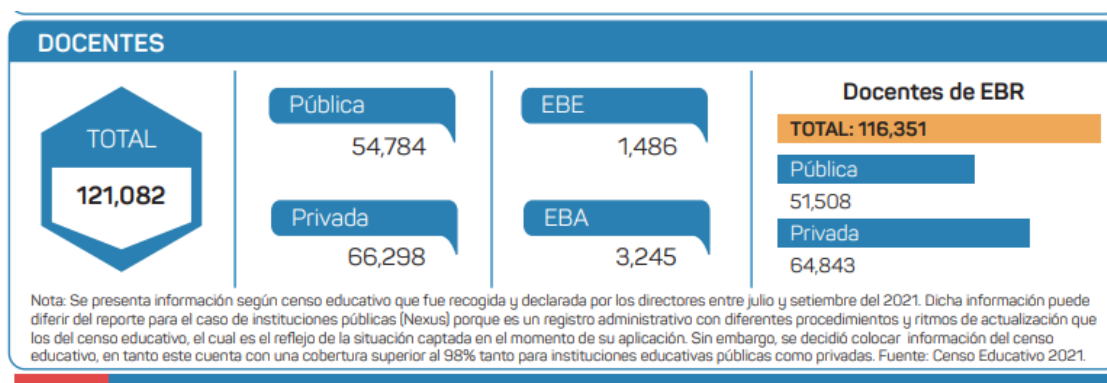 DOCENTES
TOTAL
121,082
Pública
54,784
Privada
66,298
EBE
1,486
EBA
3,245
Docentes de EBR
TOTAL: 116,351
Pública
51,508
Privada
64,843
Nota: Se presenta información según censo educativo que fue recogida y declarada por los directores entre julio y setiembre del 2021. Dicha información puede
diferir del reporte para el caso de instituciones públicas (Nexus) porque es un registro administrativo con diferentes procedimientos y ritmos de actualización que
los del censo educativo, el cual es el reflejo de la situación captada en el momento de su aplicación. Sin embargo, se decidió colocar información del censo
educativo, en tanto este cuenta con una cobertura superior al 98% tanto para instituciones educativas públicas como privadas. Fuente: Censo Educativo 2021.